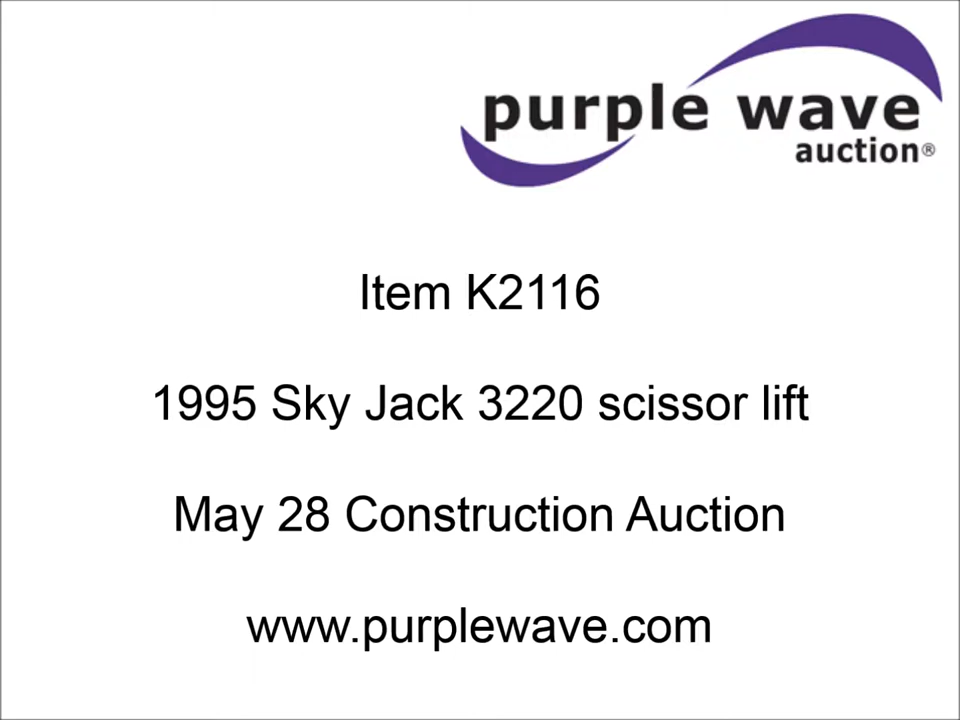 purple wave
auction®
Item K2116
1995 Sky Jack 3220 scissor lift
May 28 Construction Auction
www.purplewave.com